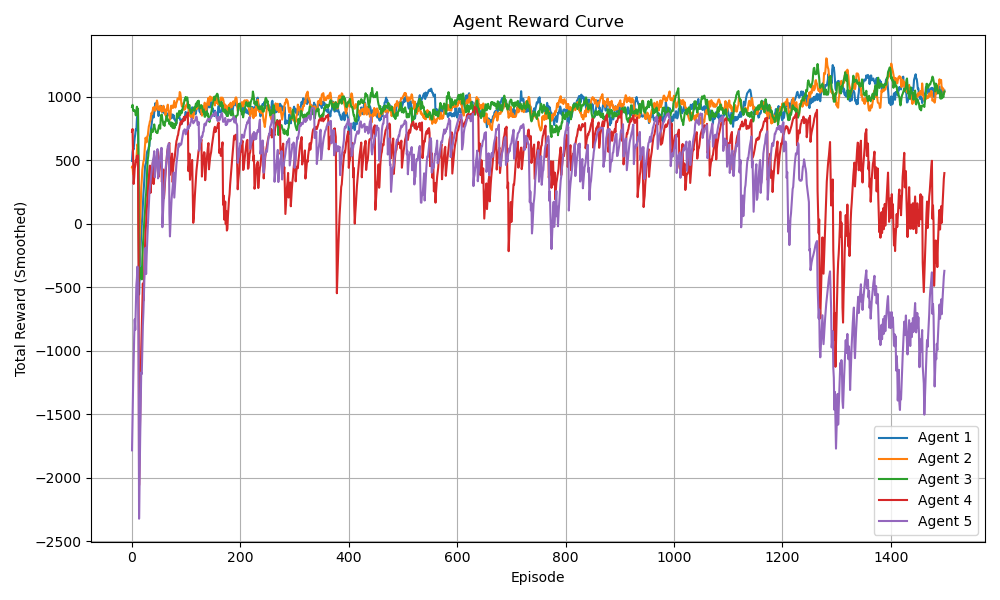 Agent Reward Curve
Total Reward (Smoothed)
1000
500
0
−500
−1000
−1500
−2000
−2500
0 200 400 600 800 1000 1200 1400
Episode
Agent 1
Agent 2
Agent 3
Agent 4
Agent 5